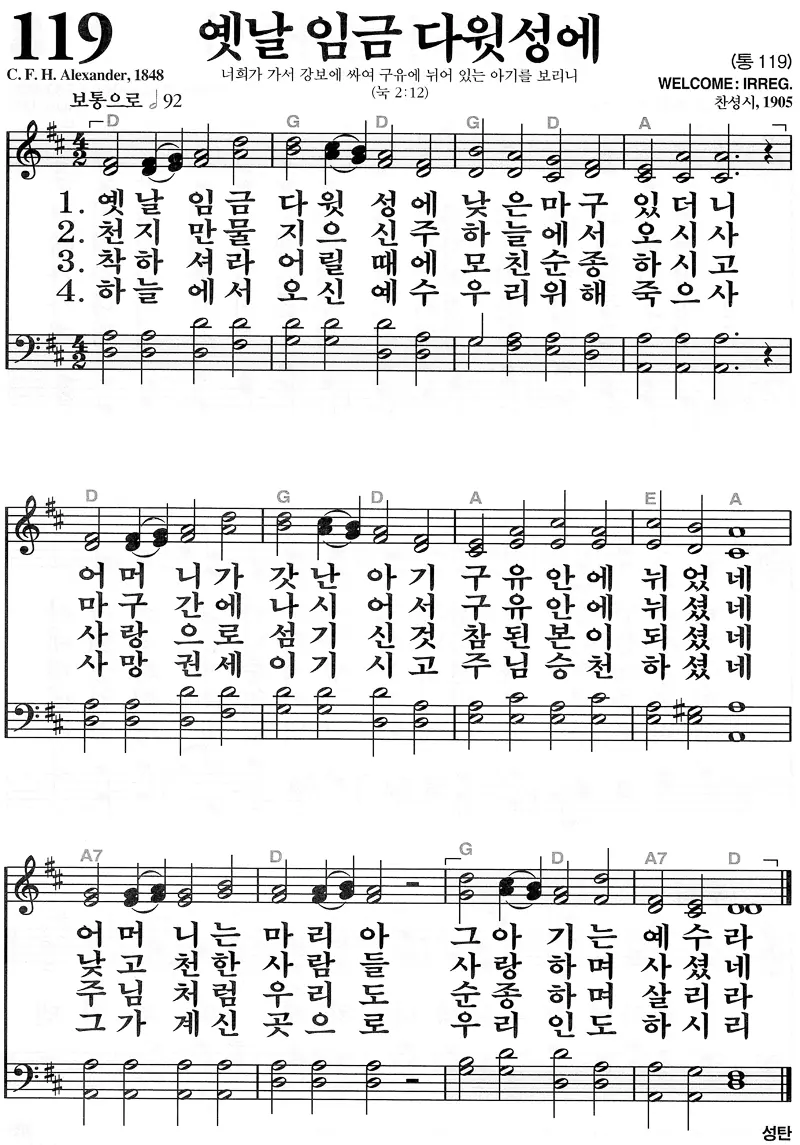 119 옛날 임금 다윗성에
(통 119)
C. F. H. Alexander, 1848 너희가 가서 강보에 싸여 구유에 뉘어 있는 아기를 보리니 WELCOME: IRREG.
(눅 2:12)
보통으로 𝅗𝅥 92 찬성시, 1905
D G D G D A
4/2
1. 옛 날 임 금 다 윗 성 에 낮 은 마 구 있 더 니
2. 천 지 만 물 지 으 신 주 하 늘 에 서 오 시 사
3. 착 하 셔 라 어 릴 때 에 모 친 순 종 하 시 고
4. 하 늘 에 서 오 신 예 수 우 리 위 해 죽 으 사
4/2
D G D A E A
어 머 니 가 갓 난 아 기 구 유 안 에 뉘 었 네
마 구 간 에 나 시 어 서 구 유 안 에 뉘 셨 네
사 랑 으 로 섬 기 신 것 참 된 본 이 되 셨 네
사 망 권 세 이 기 시 고 주 님 승 천 하 셨 네
A7 D G D A7 D
어 머 니 는 마 리 아 그 아 기 는 예 수 라
낮 고 천 한 사 람 들 사 랑 하 며 사 셨 네
주 님 처 럼 우 리 도 순 종 하 며 살 리 라
그 가 계 신 곳 으 로 우 리 인 도 하 시 리
성탄